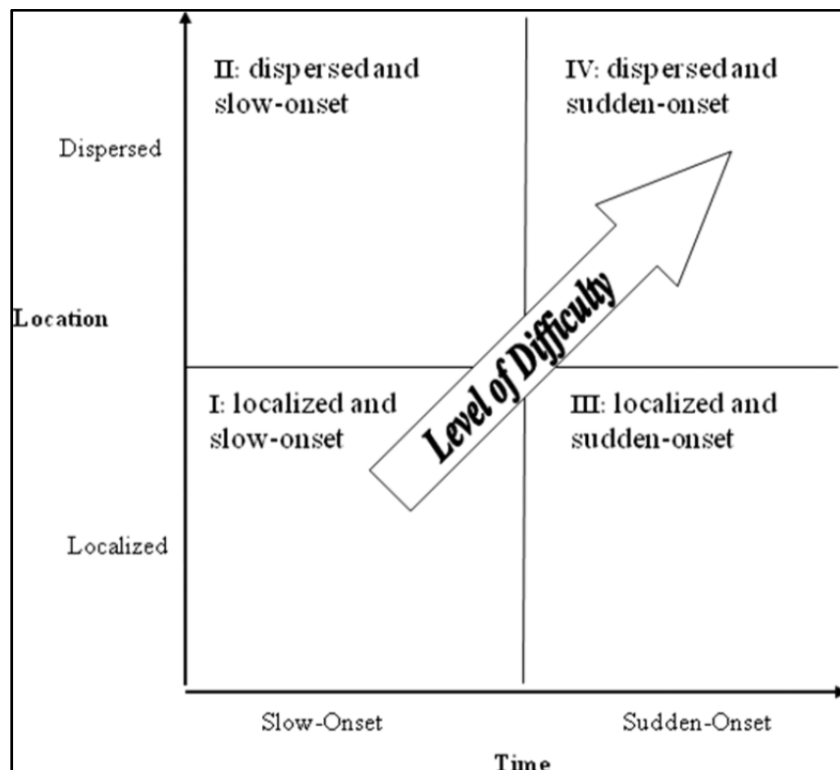 II: dispersed and
slow-onset
IV: dispersed and
sudden-onset
Dispersed
Location
Level of Difficulty
I: localized and
slow-onset
III: localized and
sudden-onset
Localized
Slow-Onset
Sudden-Onset
Time